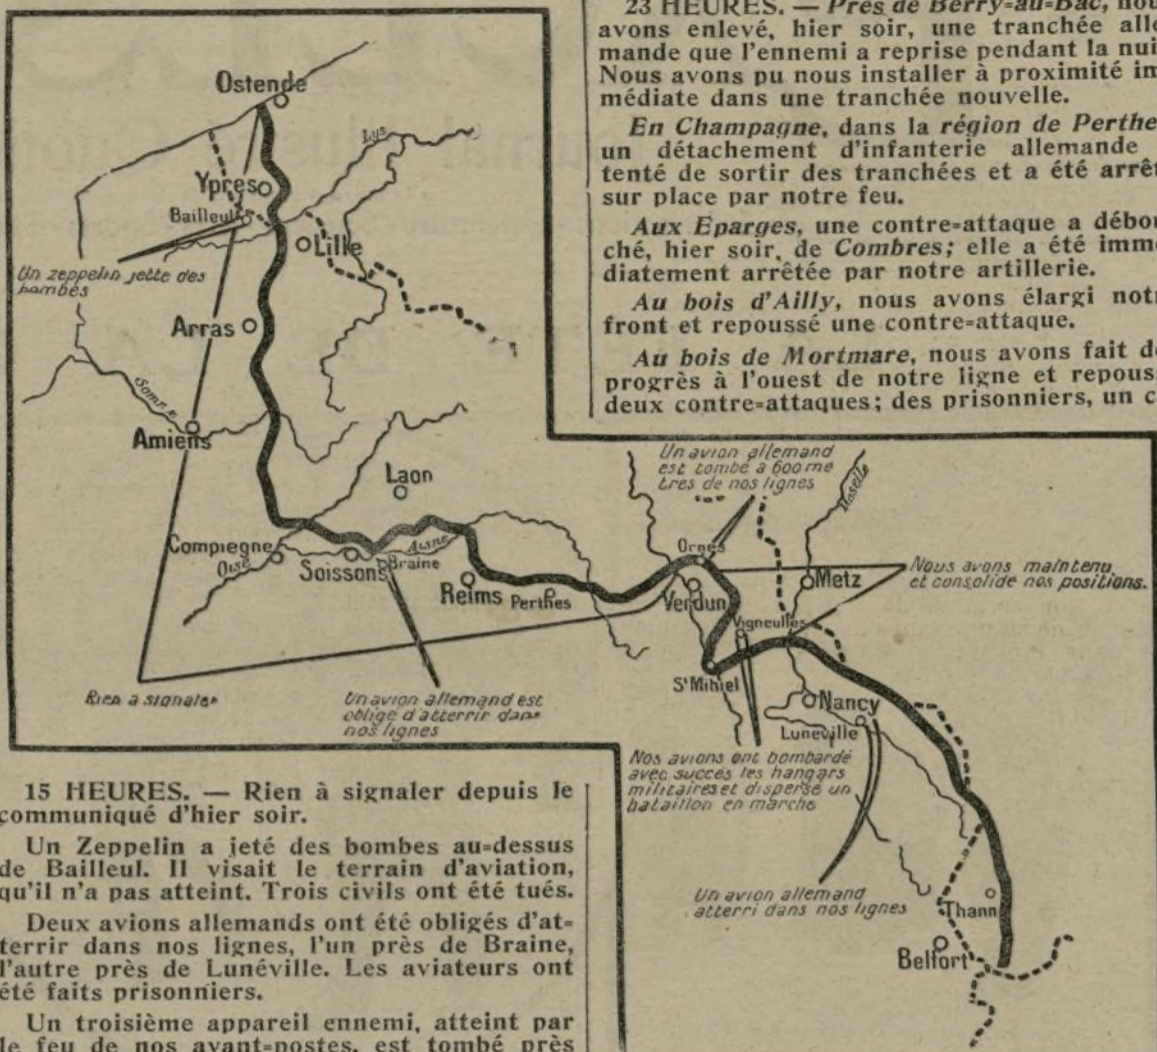 23 HEURES. — Près de Berry-au-Bac,
avons enlevé, hier soir, une tranchée alle
mande que l'ennemi a reprise pendant la nui
Nous avons pu nous installer à proximité im
médiate dans une tranchée nouvelle.
En Champagne, dans la région de Perthe
un détachement d'infanterie allemande
tenté de sortir des tranchées et a été arrêt
sur place par notre feu.
Aux Eparges, une contre-attaque a débou
ché, hier soir, de Combres; elle a été imm
diatement arrêtée par notre artillerie.
Au bois d'Ailly, nous avons élargi notr
front et repoussé une contre-attaque.
Au bois de Mortmare, nous avons fait d
progrès à l'ouest de notre ligne et repouss
deux contre-attaques; des prisonniers, un c
Ostende
Lys
Ypres
Bailleul
Lille
Un zeppelin jette des
bombes
Arras
Somme
Amiens
Laon
Compiegne
Oise
Soissons
Braine
Aisne
Reims
Perthes
Rien a signaler
Un avion allemand est
obligé d'atterrir dans
nos lignes
Un avion allemand
est tombé a 600 me
tres de nos lignes
Moselle
Ornes
Metz
Nous avons maintenu
et consolide nos positions.
Verdun
Vigneulles
St Mihiel
Nancy
Luneville
Nos avions ont bombardé
avec succès les hangars
militaires et dispersé un
bataillon en marche
Un avion allemand
atterri dans nos lignes
Thann
Belfort
15 HEURES. — Rien à signaler depuis le
communiqué d'hier soir.
Un Zeppelin a jeté des bombes au-dessus
de Bailleul. Il visait le terrain d'aviation,
qu'il n'a pas atteint. Trois civils ont été tués.
Deux avions allemands ont été obligés d'at-
terrir dans nos lignes, l'un près de Braine,
l'autre près de Lunéville. Les aviateurs ont
été faits prisonniers.
Un troisième appareil ennemi, atteint par
le feu de nos avant-postes, est tombé près